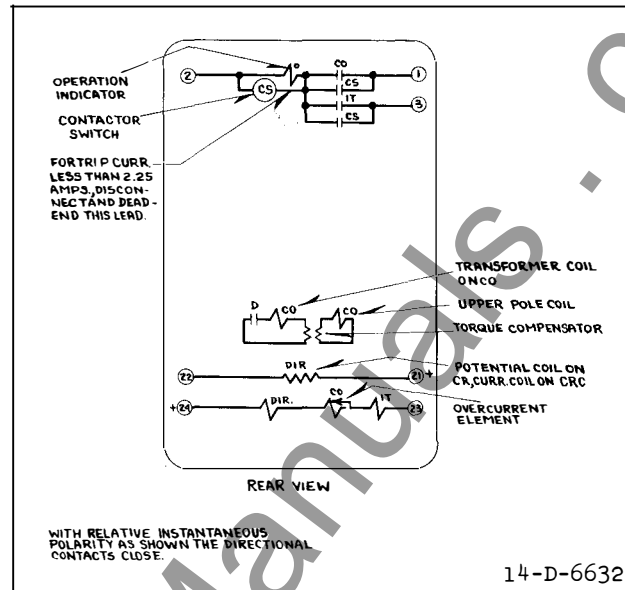 OPERATION
INDICATOR
CONTACTOR
SWITCH
FOR TRIP CURR.
LESS THAN 2.25
AMPS., DISCON-
NECT AND DEAD-
END THIS LEAD.
2
CO
1
CS
CS
IT
3
CS
TRANSFORMER COIL
ON CO
D
CO
CO
UPPER POLE COIL
TORQUE COMPENSATOR
22
DIR
21 +
POTENTIAL COIL ON
CR, CURR. COIL ON CRC
+ 24
DIR.
CO
IT
23
OVERCURRENT
ELEMENT
REAR VIEW
WITH RELATIVE INSTANTANEOUS
POLARITY AS SHOWN THE DIRECTIONAL
CONTACTS CLOSE.
14-D-6632
Manuals .